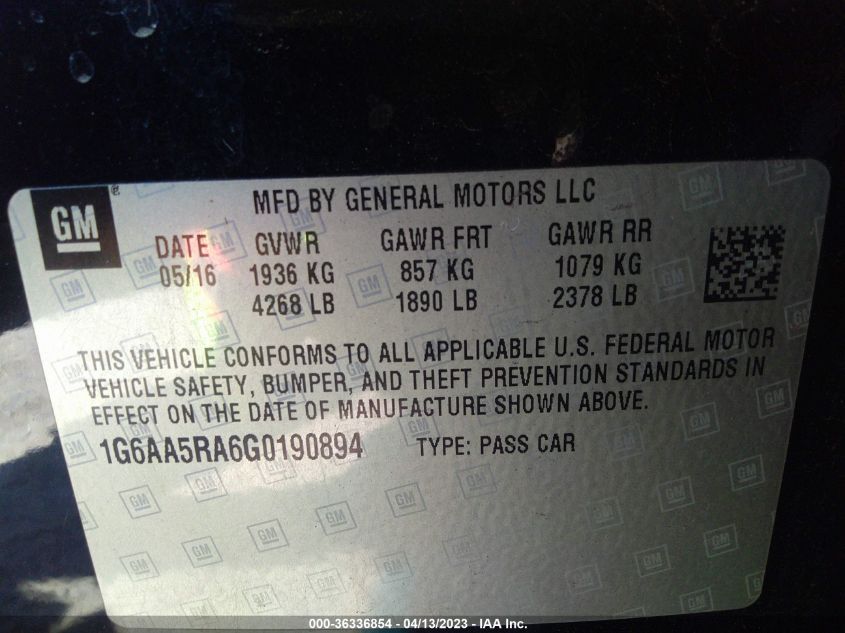 GM ® MFD BY GENERAL MOTORS LLC
DATE GVWR GAWR FRT GAWR RR
05/16 1936 KG 857 KG 1079 KG
4268 LB 1890 LB 2378 LB
THIS VEHICLE CONFORMS TO ALL APPLICABLE U.S. FEDERAL MOTOR
VEHICLE SAFETY, BUMPER, AND THEFT PREVENTION STANDARDS IN
EFFECT ON THE DATE OF MANUFACTURE SHOWN ABOVE.
1G6AA5RA6G0190894 TYPE: PASS CAR
000-36336854 - 04/13/2023 - IAA Inc.